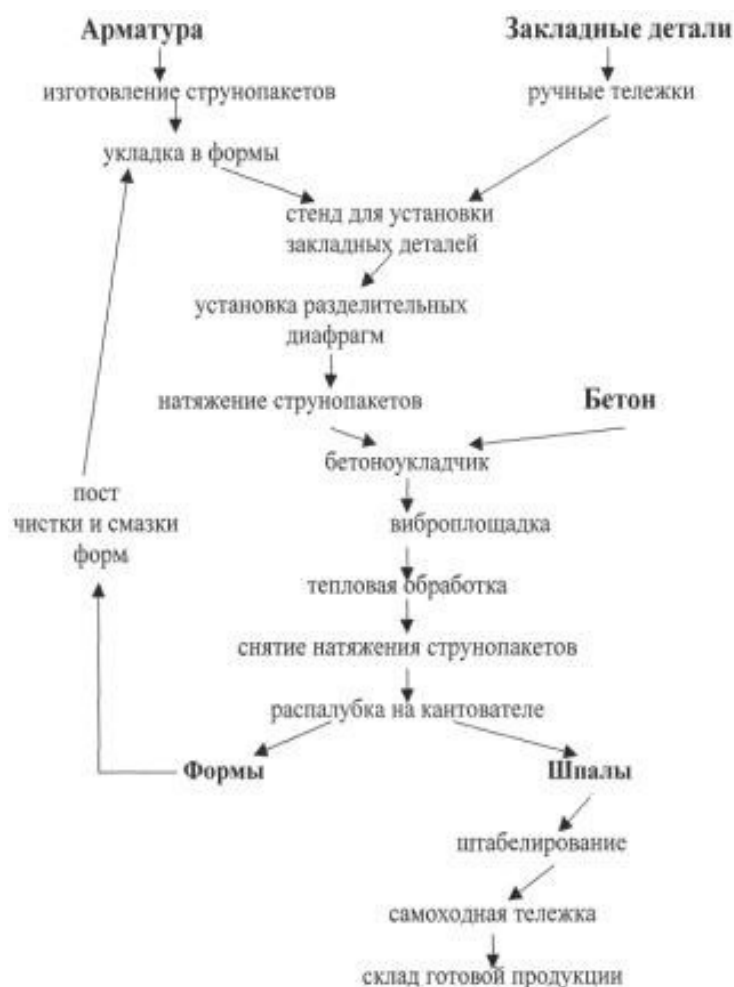 Арматура
Закладные детали
изготовление струнопакетов
ручные тележки
укладка в формы
стенд для установки
закладных деталей
установка разделительных
диафрагм
натяжение струнопакетов
Бетон
бетоноукладчик
пост
чистки и смазки
форм
виброплощадка
тепловая обработка
снятие натяжения струнопакетов
распалубка на кантователе
Формы
Шпалы
штабелирование
самоходная тележка
склад готовой продукции